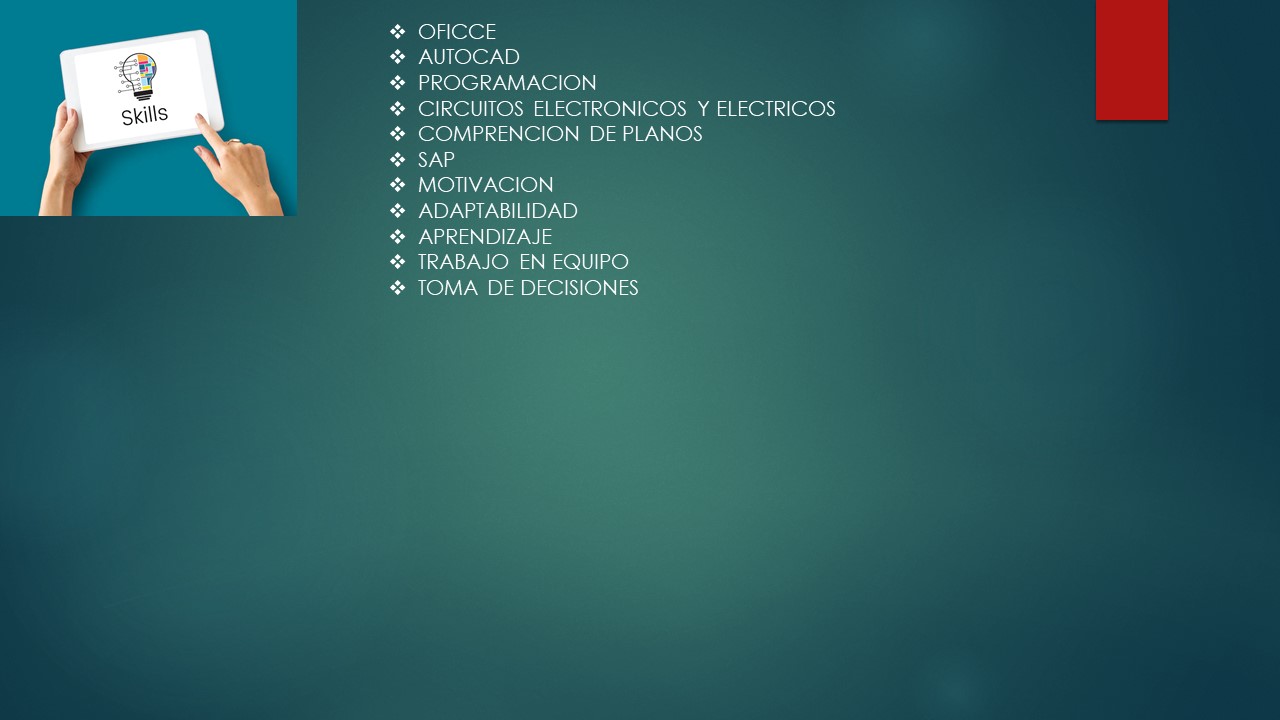 Skills
OFICCE
AUTOCAD
PROGRAMACION
CIRCUITOS ELECTRONICOS Y ELECTRICOS
COMPRENCION DE PLANOS
SAP
MOTIVACION
ADAPTABILIDAD
APRENDIZAJE
TRABAJO EN EQUIPO
TOMA DE DECISIONES